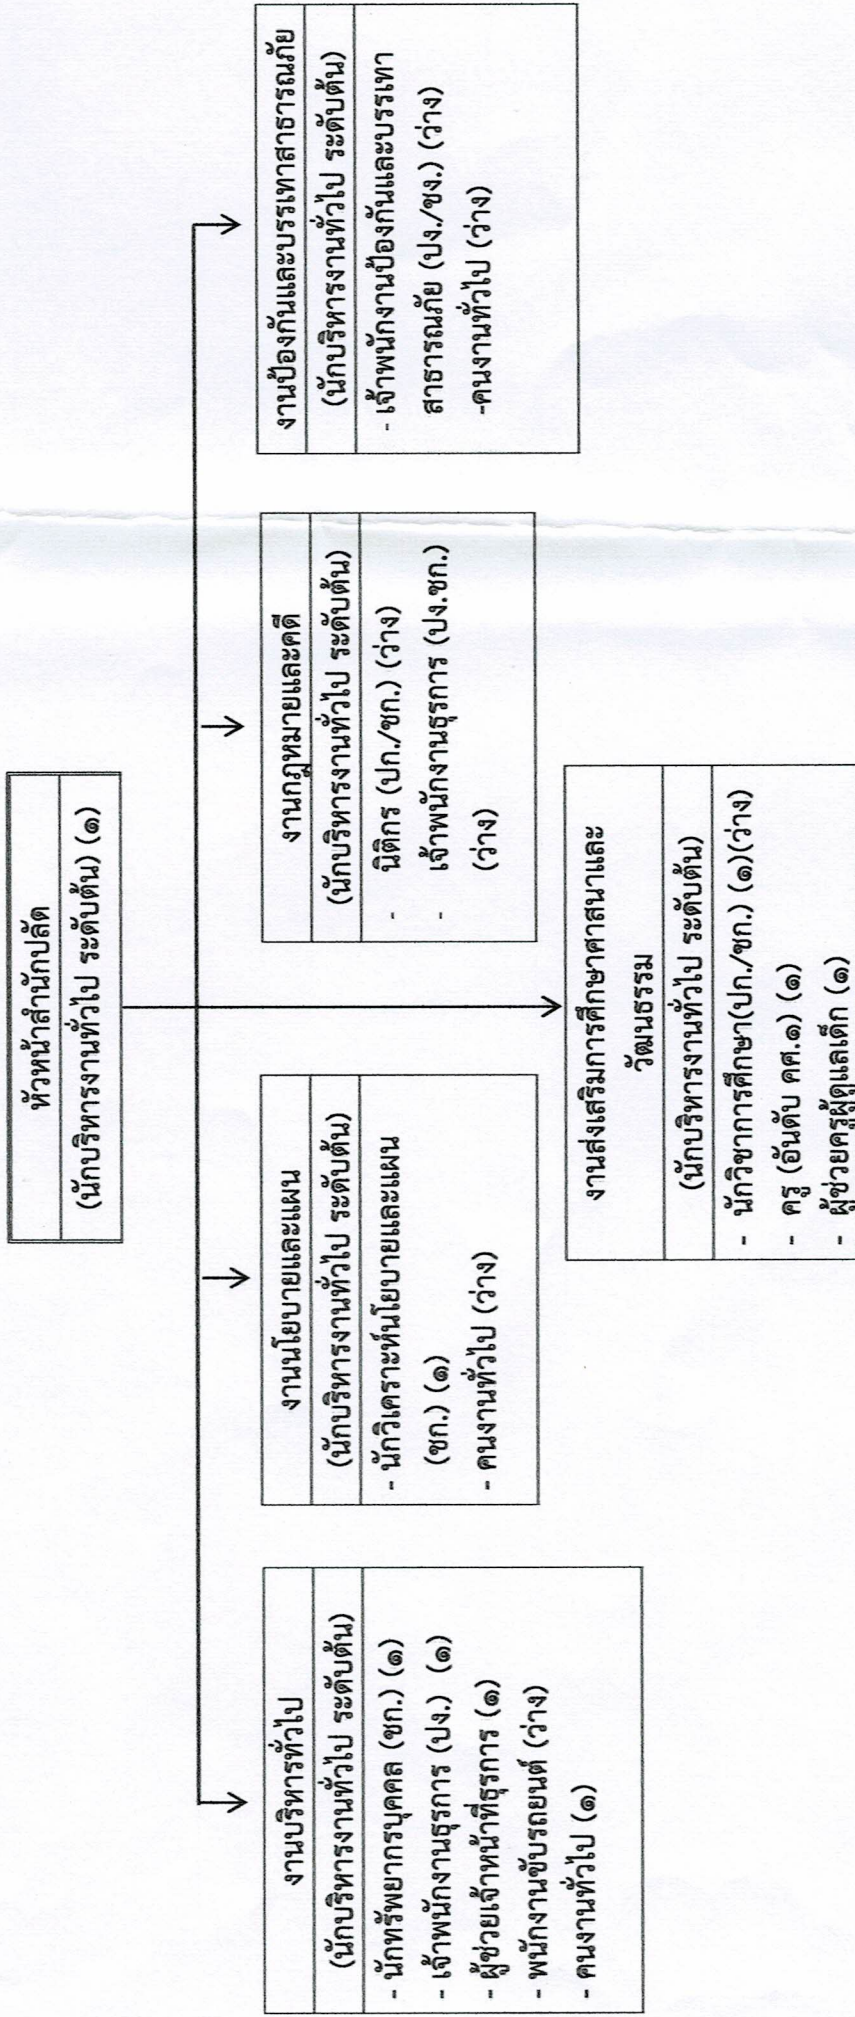 หัวหน้าสำนักปลัด
(นักบริหารงานทั่วไป ระดับต้น) (๑)
งานบริหารทั่วไป
(นักบริหารงานทั่วไป ระดับต้น)
- นักทรัพยากรบุคคล (ชก.) (๑)
- เจ้าพนักงานธุรการ (ปง.) (๑)
- ผู้ช่วยเจ้าหน้าที่ธุรการ (๑)
- พนักงานขับรถยนต์ (ว่าง)
- คนงานทั่วไป (๑)
งานนโยบายและแผน
(นักบริหารงานทั่วไป ระดับต้น)
- นักวิเคราะห์นโยบายและแผน
(ชก.) (๑)
- คนงานทั่วไป (ว่าง)
งานกฎหมายและคดี
(นักบริหารงานทั่วไป ระดับต้น)
- นิติกร (ปก./ชก.) (ว่าง)
- เจ้าพนักงานธุรการ (ปง.ชก.)
(ว่าง)
งานป้องกันและบรรเทาสาธารณภัย
(นักบริหารงานทั่วไป ระดับต้น)
- เจ้าพนักงานป้องกันและบรรเทา
สาธารณภัย (ปง./ชง.) (ว่าง)
-คนงานทั่วไป (ว่าง)
งานส่งเสริมการศึกษาศาสนาและ
วัฒนธรรม
(นักบริหารงานทั่วไป ระดับต้น)
- นักวิชาการศึกษา(ปก./ชก.) (๑)(ว่าง)
- ครู (อันดับ คศ.๑) (๑)
- ผู้ช่วยครูผู้ดูแลเด็ก (๑)